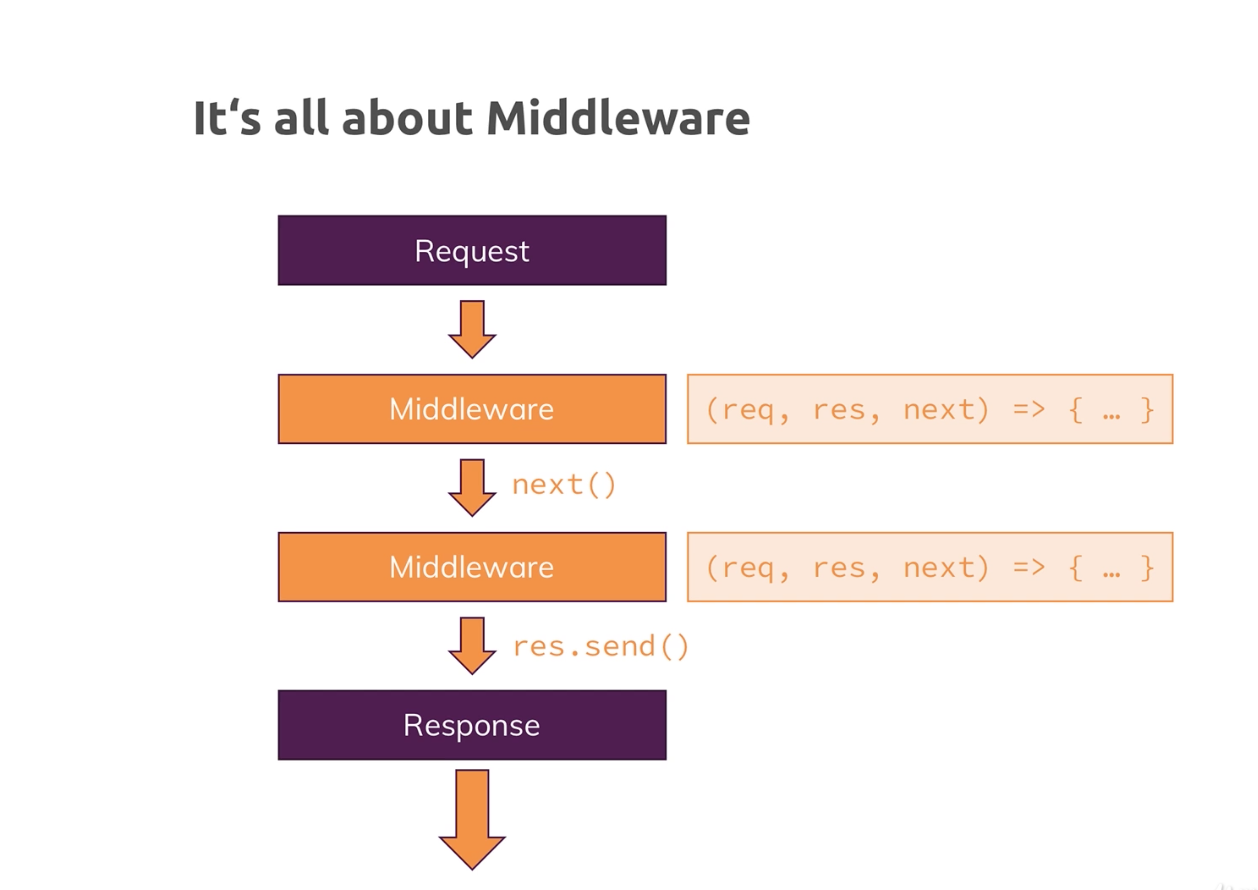 It‘s all about Middleware
Request
Middleware
(req, res, next) => { … }
next()
Middleware
(req, res, next) => { … }
res.send()
Response